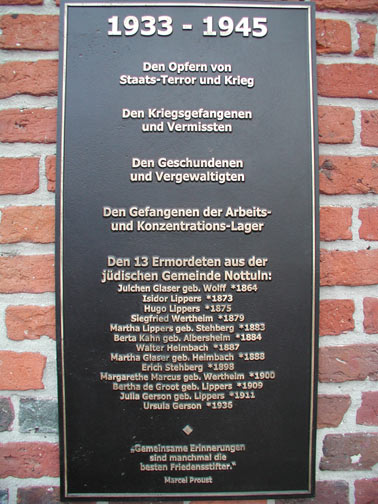 1933 - 1945
Den Opfern von
Staats-Terror und Krieg
Den Kriegsgefangenen
und Vermissten
Den Geschundenen
und Vergewaltigten
Den Gefangenen der Arbeits-
und Konzentrations-Lager
Den 13 Ermordeten aus der
jüdischen Gemeinde Nottuln:
Julchen Glaser geb. Wolff *1864
Isidor Lippers *1873
Hugo Lippers *1875
Siegfried Wertheim *1879
Martha Lippers geb. Stehberg *1883
Berta Kahn geb. Albersheim *1884
Walter Heimbach *1887
Martha Glaser geb. Heimbach *1888
Erich Stehberg *1898
Margarethe Marcus geb. Wertheim *1900
Bertha de Groot geb. Lippers *1909
Julia Gerson geb. Lippers *1911
Ursula Gerson *1935
„Gemeinsame Erinnerungen
sind manchmal die
besten Friedensstifter.“
Marcel Proust